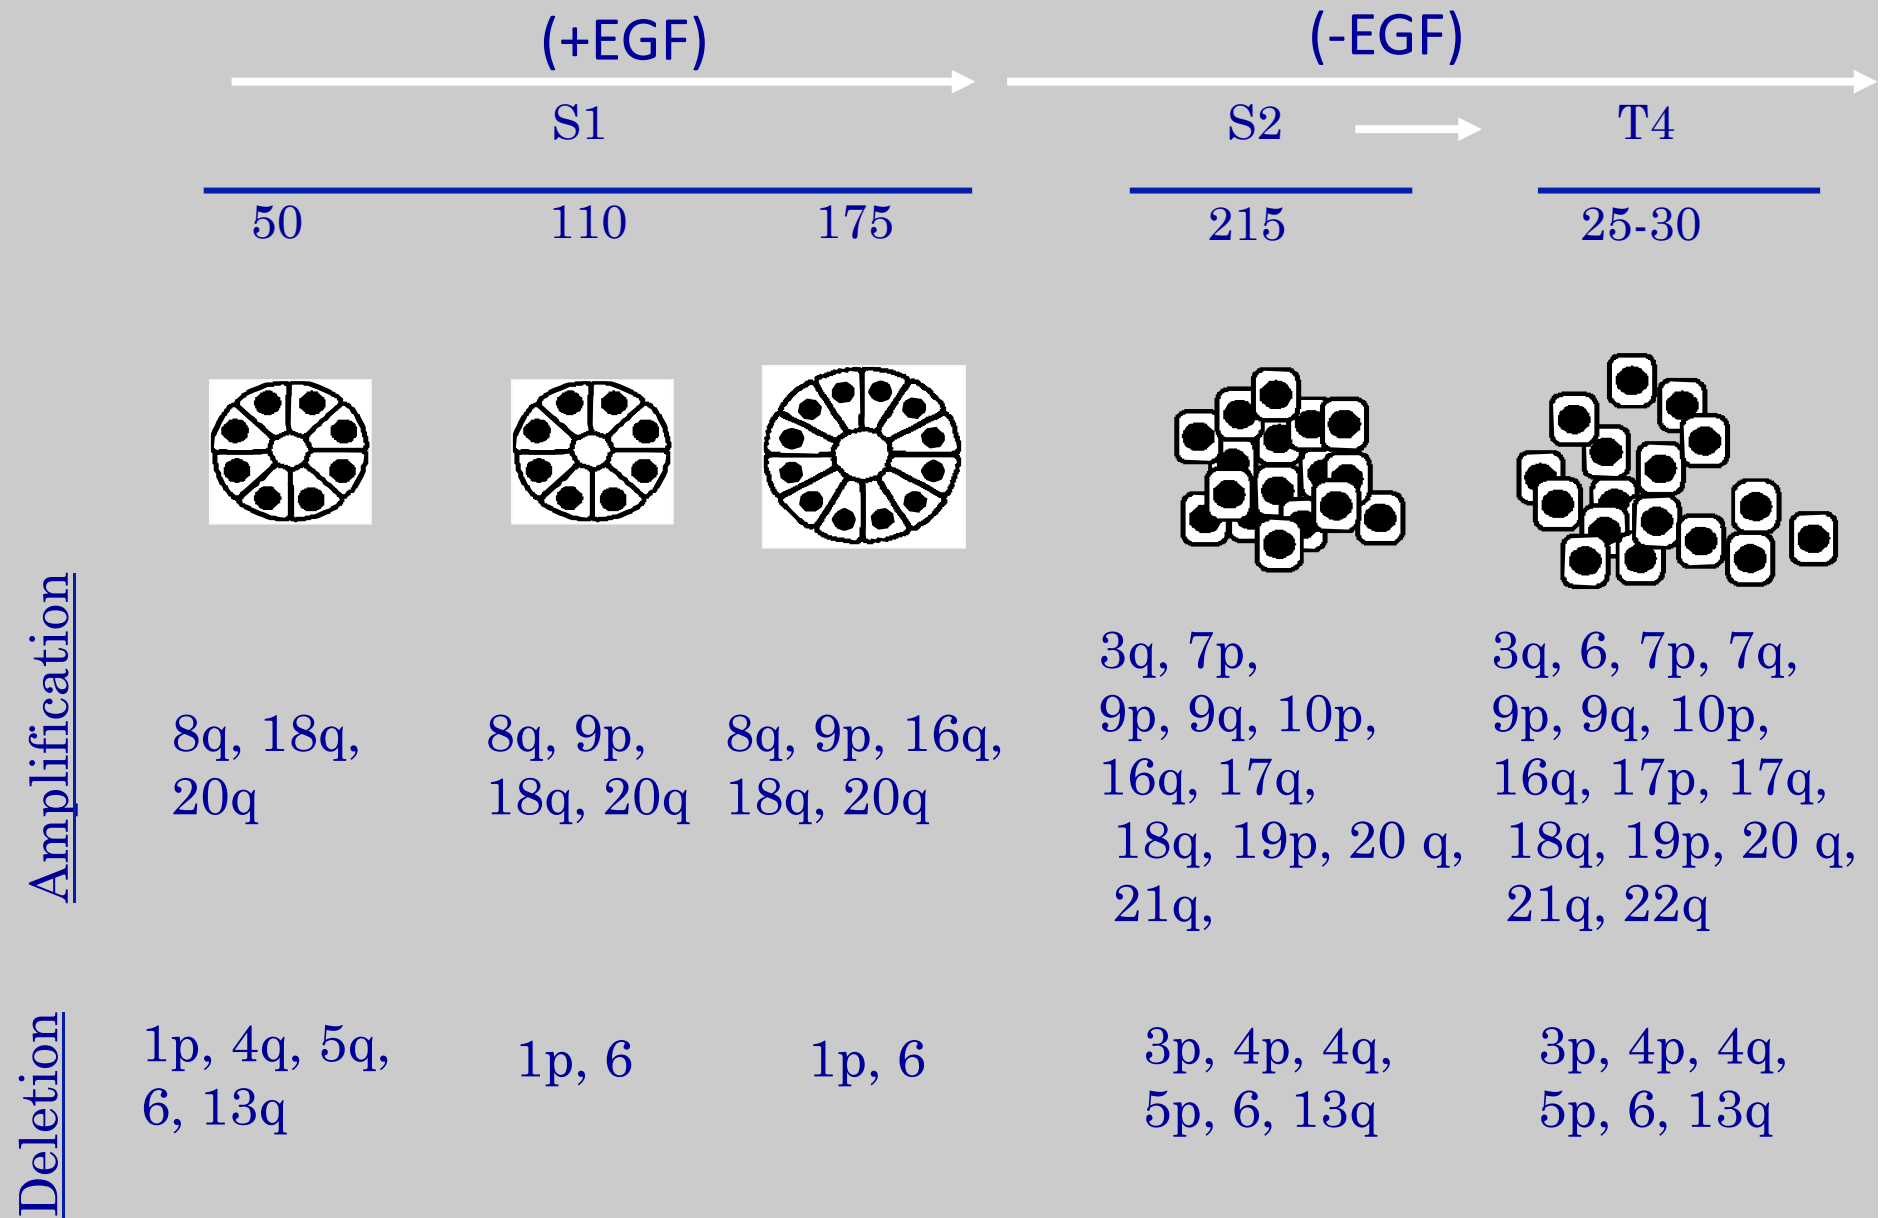 (+EGF)
(-EGF)
S1
S2
T4
50
110
175
215
25-30
Amplification
8q, 18q,
20q
8q, 9p,
18q, 20q
8q, 9p, 16q,
18q, 20q
3q, 7p,
9p, 9q, 10p,
16q, 17q,
18q, 19p, 20 q,
21q,
3q, 6, 7p, 7q,
9p, 9q, 10p,
16q, 17p, 17q,
18q, 19p, 20 q,
21q, 22q
Deletion
1p, 4q, 5q,
6, 13q
1p, 6
1p, 6
3p, 4p, 4q,
5p, 6, 13q
3p, 4p, 4q,
5p, 6, 13q